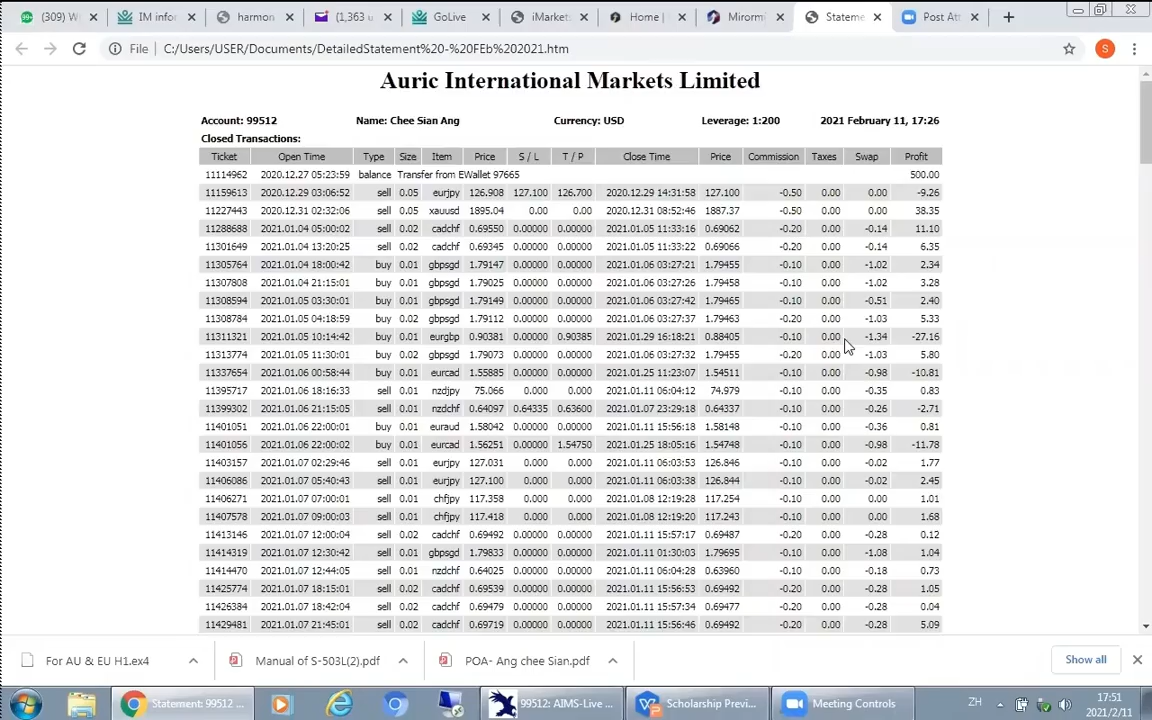 (309) W
IM infor
harmon
(1,363 u
GoLive
iMarkets
Home |
Mirormi
Stateme
Post Att
File | C:/Users/USER/Documents/DetailedStatement%20-%20FEb%202021.htm
S
Auric International Markets Limited
Account: 99512 Name: Chee Sian Ang Currency: USD Leverage: 1:200 2021 February 11, 17:26
Closed Transactions:
Ticket Open Time Type Size Item Price S / L T / P Close Time Price Commission Taxes Swap Profit
11114962 2020.12.27 05:23:59 balance Transfer from EWallet 97665 500.00
11159613 2020.12.29 03:06:52 sell 0.05 eurjpy 126.908 127.100 126.700 2020.12.29 14:31:58 127.100 -0.50 0.00 0.00 -9.26
11227443 2020.12.31 02:32:06 sell 0.05 xauusd 1895.04 0.00 0.00 2020.12.31 08:52:46 1887.37 -0.50 0.00 0.00 38.35
11288688 2021.01.04 05:00:02 sell 0.02 cadchf 0.69550 0.00000 0.00000 2021.01.05 11:33:16 0.69062 -0.20 0.00 -0.14 11.10
11301649 2021.01.04 13:20:25 sell 0.02 cadchf 0.69345 0.00000 0.00000 2021.01.05 11:33:22 0.69066 -0.20 0.00 -0.14 6.35
11305764 2021.01.04 18:00:42 buy 0.01 gbpsgd 1.79147 0.00000 0.00000 2021.01.06 03:27:21 1.79455 -0.10 0.00 -1.02 2.34
11307808 2021.01.04 21:15:01 buy 0.01 gbpsgd 1.79025 0.00000 0.00000 2021.01.06 03:27:26 1.79458 -0.10 0.00 -1.02 3.28
11308594 2021.01.05 03:30:01 buy 0.01 gbpsgd 1.79149 0.00000 0.00000 2021.01.06 03:27:42 1.79465 -0.10 0.00 -0.51 2.40
11308784 2021.01.05 04:18:59 buy 0.02 gbpsgd 1.79112 0.00000 0.00000 2021.01.06 03:27:37 1.79463 -0.20 0.00 -1.03 5.33
11311321 2021.01.05 10:14:42 buy 0.01 eurgbp 0.90381 0.00000 0.90385 2021.01.29 16:18:21 0.88405 -0.10 0.00 -1.34 -27.16
11313774 2021.01.05 11:30:01 buy 0.02 gbpsgd 1.79073 0.00000 0.00000 2021.01.06 03:27:32 1.79455 -0.20 0.00 -1.03 5.80
11337654 2021.01.06 00:58:44 buy 0.01 eurcad 1.55885 0.00000 0.00000 2021.01.25 11:23:07 1.54511 -0.10 0.00 -0.98 -10.81
11395717 2021.01.06 18:16:33 sell 0.01 nzdjpy 75.066 0.000 0.000 2021.01.11 06:04:12 74.979 -0.10 0.00 -0.35 0.83
11399302 2021.01.06 21:15:05 sell 0.01 nzdchf 0.64097 0.64335 0.63600 2021.01.07 23:29:18 0.64337 -0.10 0.00 -0.26 -2.71
11401051 2021.01.06 22:00:01 buy 0.01 euraud 1.58042 0.00000 0.00000 2021.01.11 15:56:18 1.58148 -0.10 0.00 -0.36 0.81
11401056 2021.01.06 22:00:02 buy 0.01 eurcad 1.56251 0.00000 1.54750 2021.01.25 18:05:16 1.54748 -0.10 0.00 -0.98 -11.78
11403157 2021.01.07 02:29:46 sell 0.01 eurjpy 127.031 0.000 0.000 2021.01.11 06:03:53 126.846 -0.10 0.00 -0.02 1.77
11406086 2021.01.07 05:40:43 sell 0.01 eurjpy 127.100 0.000 0.000 2021.01.11 06:03:38 126.844 -0.10 0.00 -0.02 2.45
11406271 2021.01.07 07:00:01 sell 0.01 chfjpy 117.358 0.000 0.000 2021.01.08 12:19:28 117.254 -0.10 0.00 0.00 1.01
11407578 2021.01.07 09:00:03 sell 0.01 chfjpy 117.418 0.000 0.000 2021.01.08 12:19:20 117.243 -0.10 0.00 0.00 1.68
11413146 2021.01.07 12:00:04 sell 0.02 cadchf 0.69492 0.00000 0.00000 2021.01.11 15:57:17 0.69487 -0.20 0.00 -0.28 0.12
11414319 2021.01.07 12:30:42 sell 0.01 gbpsgd 1.79833 0.00000 0.00000 2021.01.11 01:30:03 1.79695 -0.10 0.00 -1.08 1.04
11414470 2021.01.07 12:44:05 sell 0.01 nzdchf 0.64025 0.00000 0.00000 2021.01.11 06:04:28 0.63960 -0.10 0.00 -0.18 0.73
11425774 2021.01.07 18:15:01 sell 0.02 cadchf 0.69539 0.00000 0.00000 2021.01.11 15:56:53 0.69492 -0.20 0.00 -0.28 1.05
11426384 2021.01.07 18:42:04 sell 0.02 cadchf 0.69479 0.00000 0.00000 2021.01.11 15:57:34 0.69477 -0.20 0.00 -0.28 0.04
11429481 2021.01.07 21:45:01 sell 0.02 cadchf 0.69719 0.00000 0.00000 2021.01.11 15:56:46 0.69492 -0.20 0.00 -0.28 5.09
For AU & EU H1.ex4
Manual of S-503L(2).pdf
POA- Ang chee Sian.pdf
Show all
Statement: 99512 ...
99512: AIMS-Live ...
Scholarship Previ...
Meeting Controls
ZH
17:51
2021/2/11